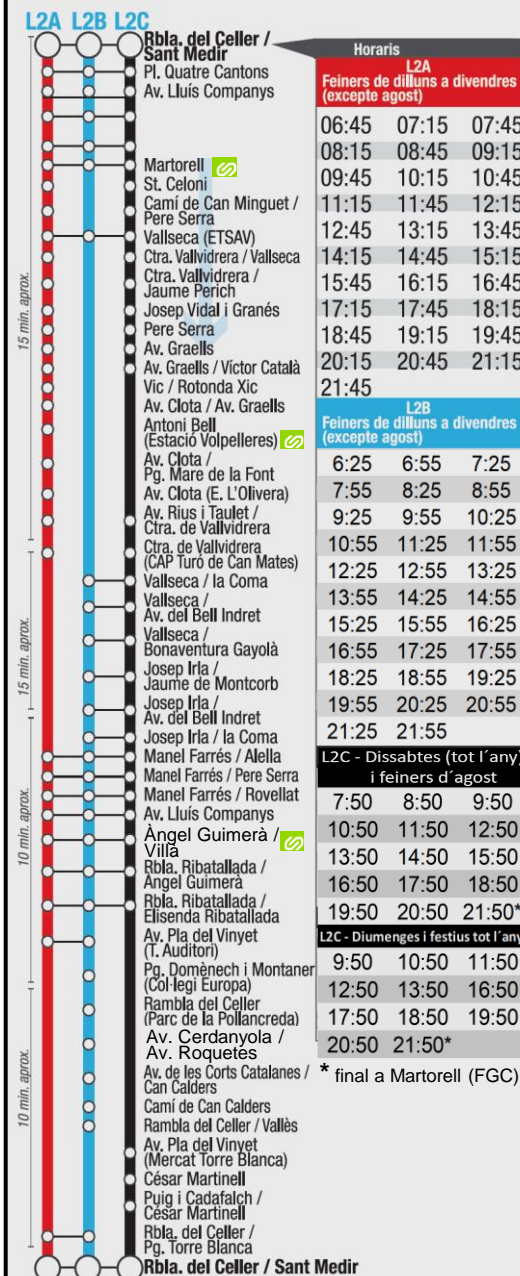 L2A L2B L2C
Rbla. del Celler /
Sant Medir
Pl. Quatre Cantons
Av. Lluís Companys
Martorell
St. Celoni
Camí de Can Minguet /
Pere Serra
Vallseca (ETSAV)
Ctra. Vallvidrera / Vallseca
Ctra. Vallvidrera /
Jaume Perich
Josep Vidal i Granés
Pere Serra
Av. Graells
Av. Graells / Víctor Català
Vic / Rotonda Xic
Av. Clota / Av. Graells
Antoni Bell
(Estació Volpelleres)
Av. Clota /
Pg. Mare de la Font
Av. Clota (E. L'Olivera)
Av. Rius i Taulet /
Ctra. de Vallvidrera
Ctra. de Vallvidrera
(CAP Turó de Can Mates)
Vallseca / la Coma
Vallseca /
Av. del Bell Indret
Vallseca /
Bonaventura Gayolà
Josep Irla /
Jaume de Montcorb
Josep Irla /
Av. del Bell Indret
Josep Irla / la Coma
Manel Farrés / Alella
Manel Farrés / Pere Serra
Manel Farrés / Rovellat
Av. Lluís Companys
Àngel Guimerà /
Villà
Rbla. Ribatallada /
Àngel Guimerà
Rbla. Ribatallada /
Elisenda Ribatallada
Av. Pla del Vinyet
(T. Auditori)
Pg. Domènech i Montaner
(Col·legi Europa)
Rambla del Celler
(Parc de la Pollancreda)
Av. Cerdanyola /
Av. Roquetes
Av. de les Corts Catalanes /
Can Calders
Camí de Can Calders
Rambla del Celler / Vallès
Av. Pla del Vinyet
(Mercat Torre Blanca)
César Martinell
Puig i Cadafalch /
César Martinell
Rbla. del Celler /
Pg. Torre Blanca
Rbla. del Celler / Sant Medir
15 min. aprox.
15 min. aprox.
10 min. aprox.
10 min. aprox.
Horaris
L2A
Feiners de dilluns a divendres
(excepte agost)
06:45 07:15 07:45
08:15 08:45 09:15
09:45 10:15 10:45
11:15 11:45 12:15
12:45 13:15 13:45
14:15 14:45 15:15
15:45 16:15 16:45
17:15 17:45 18:15
18:45 19:15 19:45
20:15 20:45 21:15
21:45
L2B
Feiners de dilluns a divendres
(excepte agost)
6:25 6:55 7:25
7:55 8:25 8:55
9:25 9:55 10:25
10:55 11:25 11:55
12:25 12:55 13:25
13:55 14:25 14:55
15:25 15:55 16:25
16:55 17:25 17:55
18:25 18:55 19:25
19:55 20:25 20:55
21:25 21:55
L2C - Dissabtes (tot l´any)
i feiners d´agost
7:50 8:50 9:50
10:50 11:50 12:50
13:50 14:50 15:50
16:50 17:50 18:50
19:50 20:50 21:50*
L2C - Diumenges i festius tot l´any
9:50 10:50 11:50
12:50 13:50 16:50
17:50 18:50 19:50
20:50 21:50*
* final a Martorell (FGC)